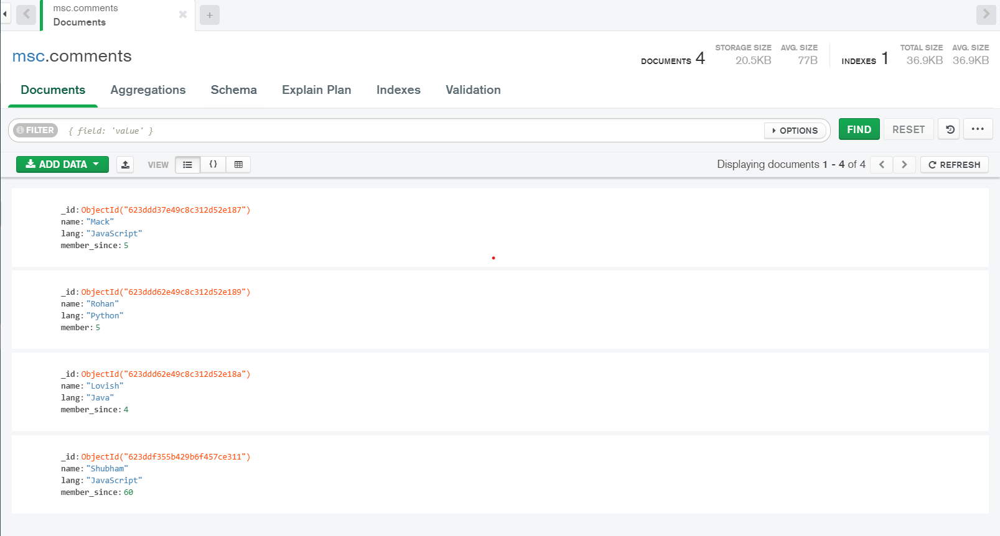 msc.comments
Documents
msc.comments
DOCUMENTS 4
STORAGE SIZE
20.5KB
AVG. SIZE
77B
INDEXES 1
TOTAL SIZE
36.9KB
AVG. SIZE
36.9KB
Documents Aggregations Schema Explain Plan Indexes Validation
FILTER { field: 'value' } OPTIONS FIND RESET ...
ADD DATA VIEW {} Displaying documents 1 - 4 of 4 < > REFRESH
_id: ObjectId("623ddd37e49c8c312d52e187")
name: "Mack"
lang: "JavaScript"
member_since: 5
_id: ObjectId("623ddd62e49c8c312d52e189")
name: "Rohan"
lang: "Python"
member: 5
_id: ObjectId("623ddd62e49c8c312d52e18a")
name: "Lovish"
lang: "Java"
member_since: 4
_id: ObjectId("623ddf355b429b6f457ce311")
name: "Shubham"
lang: "JavaScript"
member_since: 60